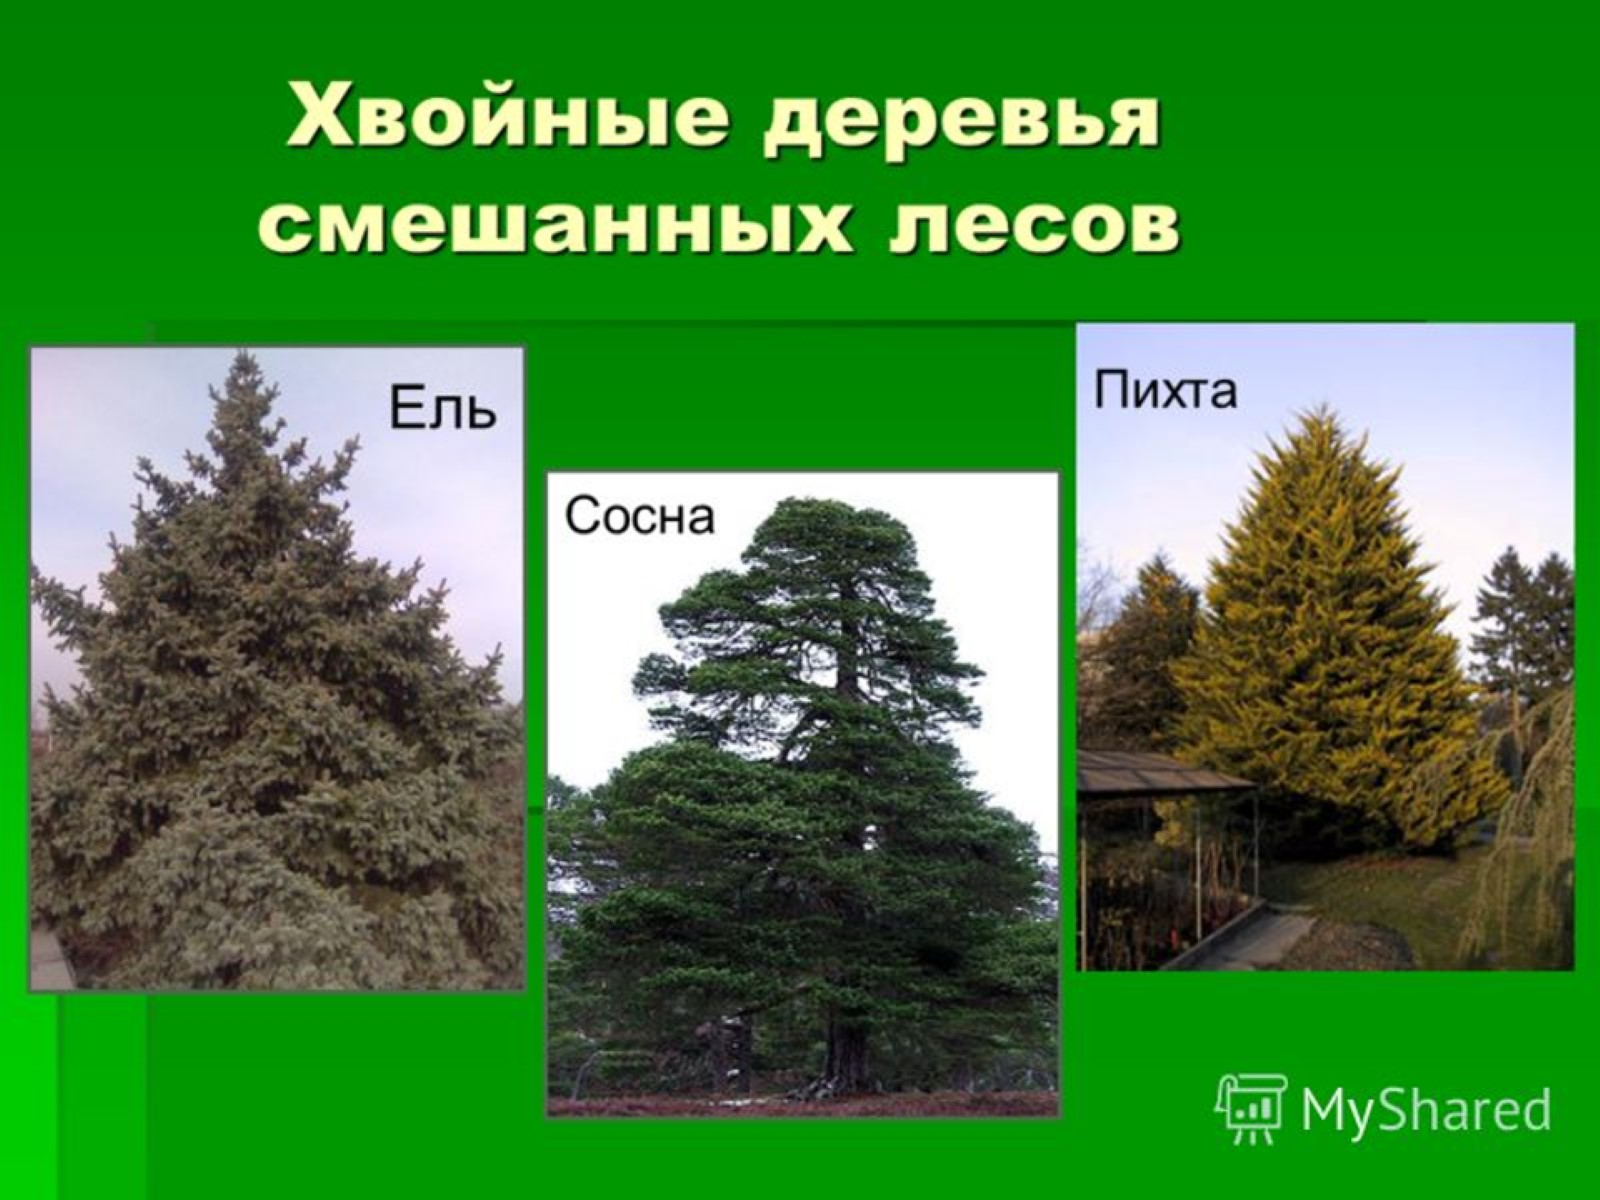 Хвойные деревья
смешанных лесов
Ель
Сосна
Пихта
MyShared